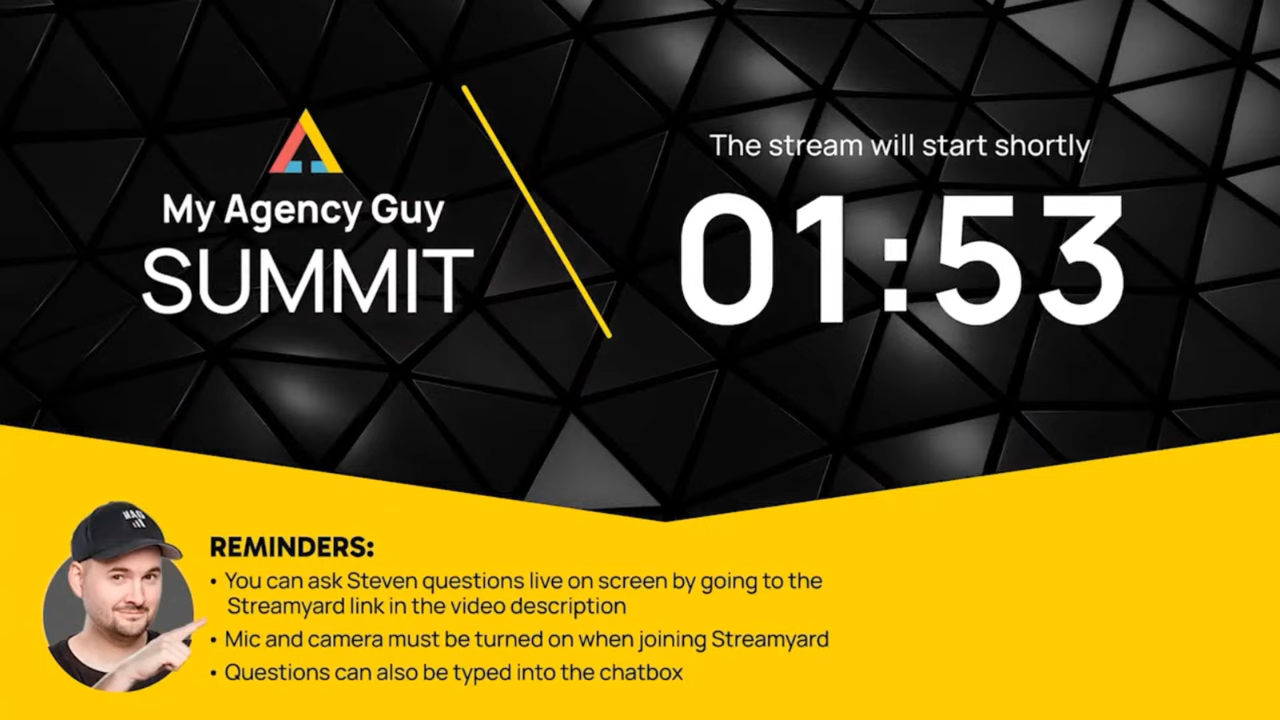 My Agency Guy
SUMMIT
The stream will start shortly
01:53
REMINDERS:
• You can ask Steven questions live on screen by going to the
Streamyard link in the video description
• Mic and camera must be turned on when joining Streamyard
• Questions can also be typed into the chatbox